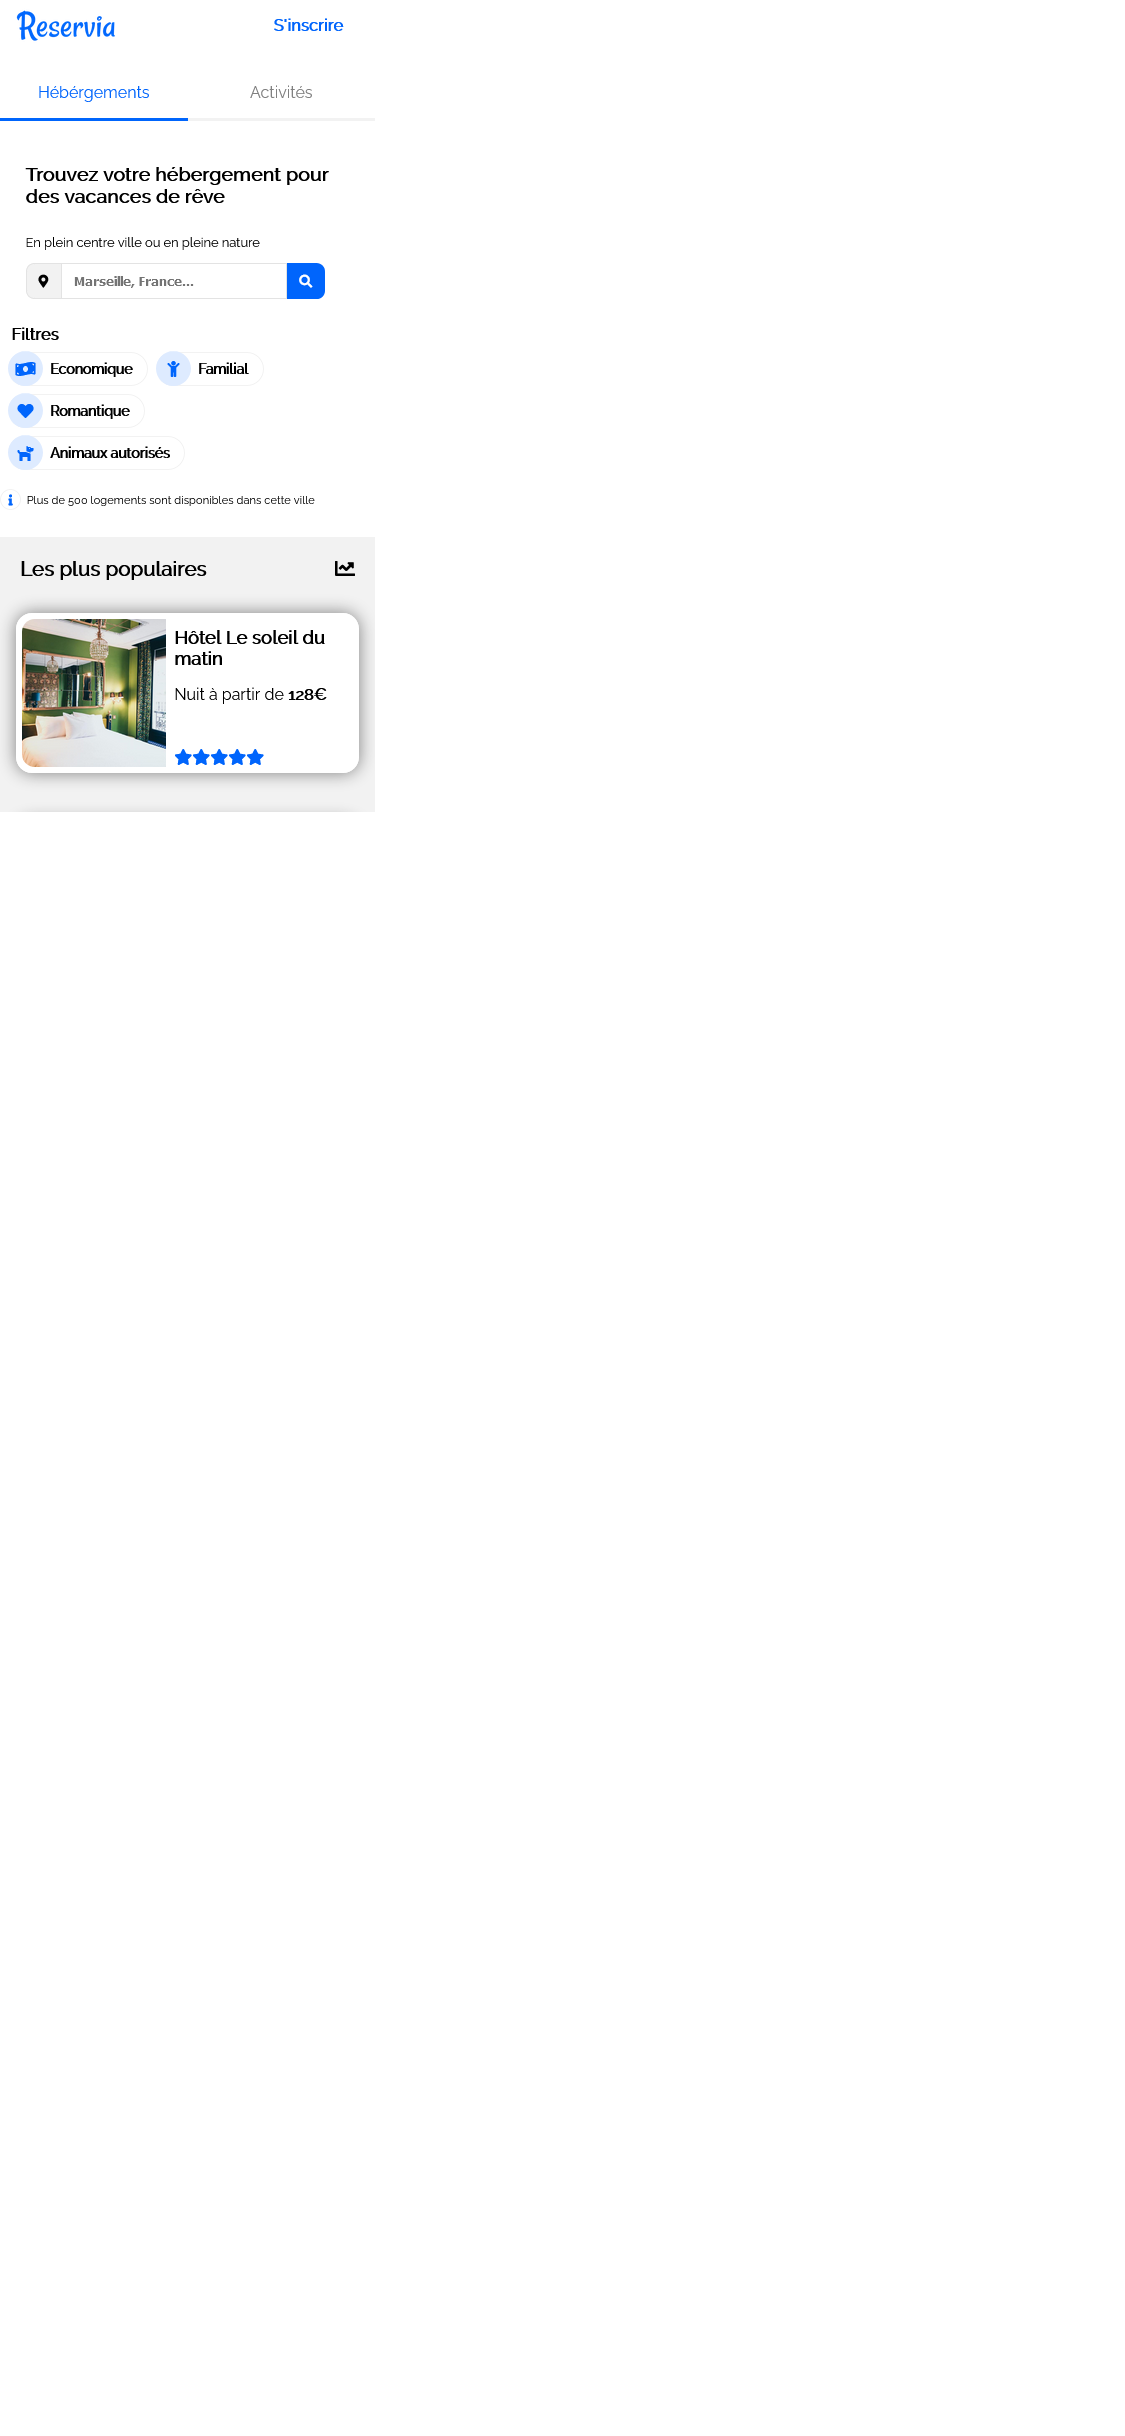 Reservia
S'inscrire
Hébérgements
Activités
Trouvez votre hébergement pour
des vacances de rêve
En plein centre ville ou en pleine nature
Marseille, France...
Filtres
Economique
Familial
Romantique
Animaux autorisés
Plus de 500 logements sont disponibles dans cette ville
Les plus populaires
Hôtel Le soleil du
matin
Nuit à partir de 128€